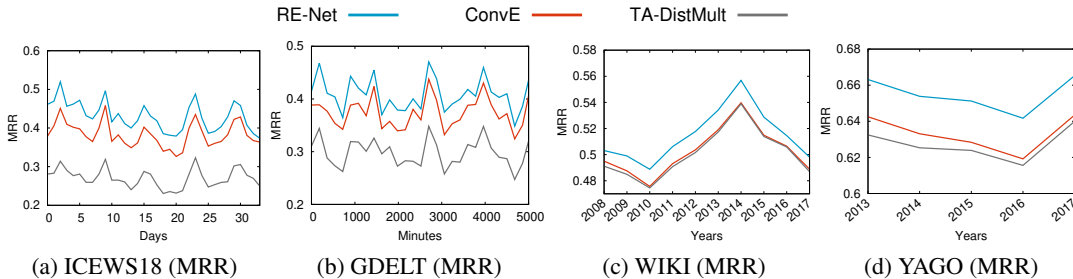 RE-Net ConvE TA-DistMult
0.6
0.5
0.4
0.3
0.2
MRR
0 5 10 15 20 25 30
Days
0.5
0.4
0.3
0.2
MRR
0 1000 2000 3000 4000 5000
Minutes
0.58
0.56
0.54
0.52
0.5
0.48
MRR
2008 2009 2010 2011 2012 2013 2014 2015 2016 2017
Years
0.68
0.66
0.64
0.62
0.6
MRR
2013 2014 2015 2016 2017
Years
(a) ICEWS18 (MRR) (b) GDELT (MRR) (c) WIKI (MRR) (d) YAGO (MRR)